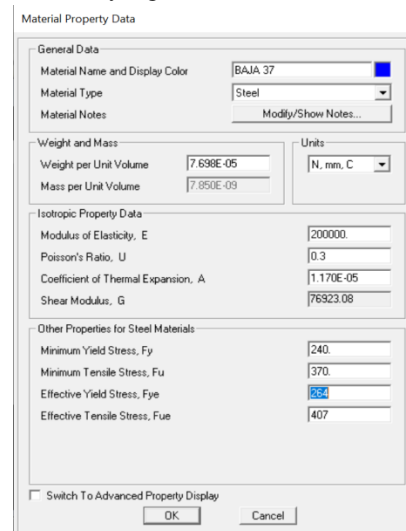 Material Property Data
General Data
Material Name and Display Color BAJA 37
Material Type Steel
Material Notes Modify/Show Notes...
Weight and Mass Units
Weight per Unit Volume 7.698E-05 N, mm, C
Mass per Unit Volume 7.850E-09
Isotropic Property Data
Modulus of Elasticity, E 200000.
Poisson's Ratio, U 0.3
Coefficient of Thermal Expansion, A 1.170E-05
Shear Modulus, G 76923.08
Other Properties for Steel Materials
Minimum Yield Stress, Fy 240.
Minimum Tensile Stress, Fu 370.
Effective Yield Stress, Fye 264
Effective Tensile Stress, Fue 407
Switch To Advanced Property Display
OK Cancel